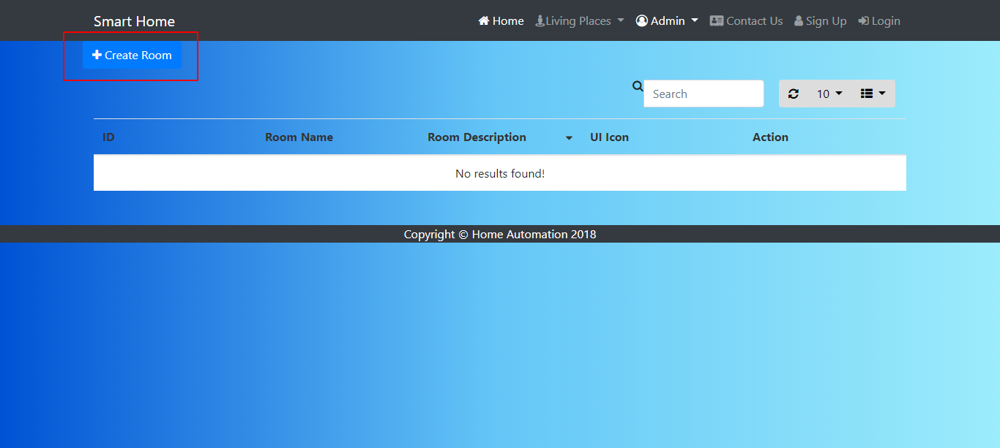 Smart Home Home Living Places Admin Contact Us Sign Up Login
Create Room
Search 10
ID Room Name Room Description UI Icon Action
No results found!
Copyright © Home Automation 2018